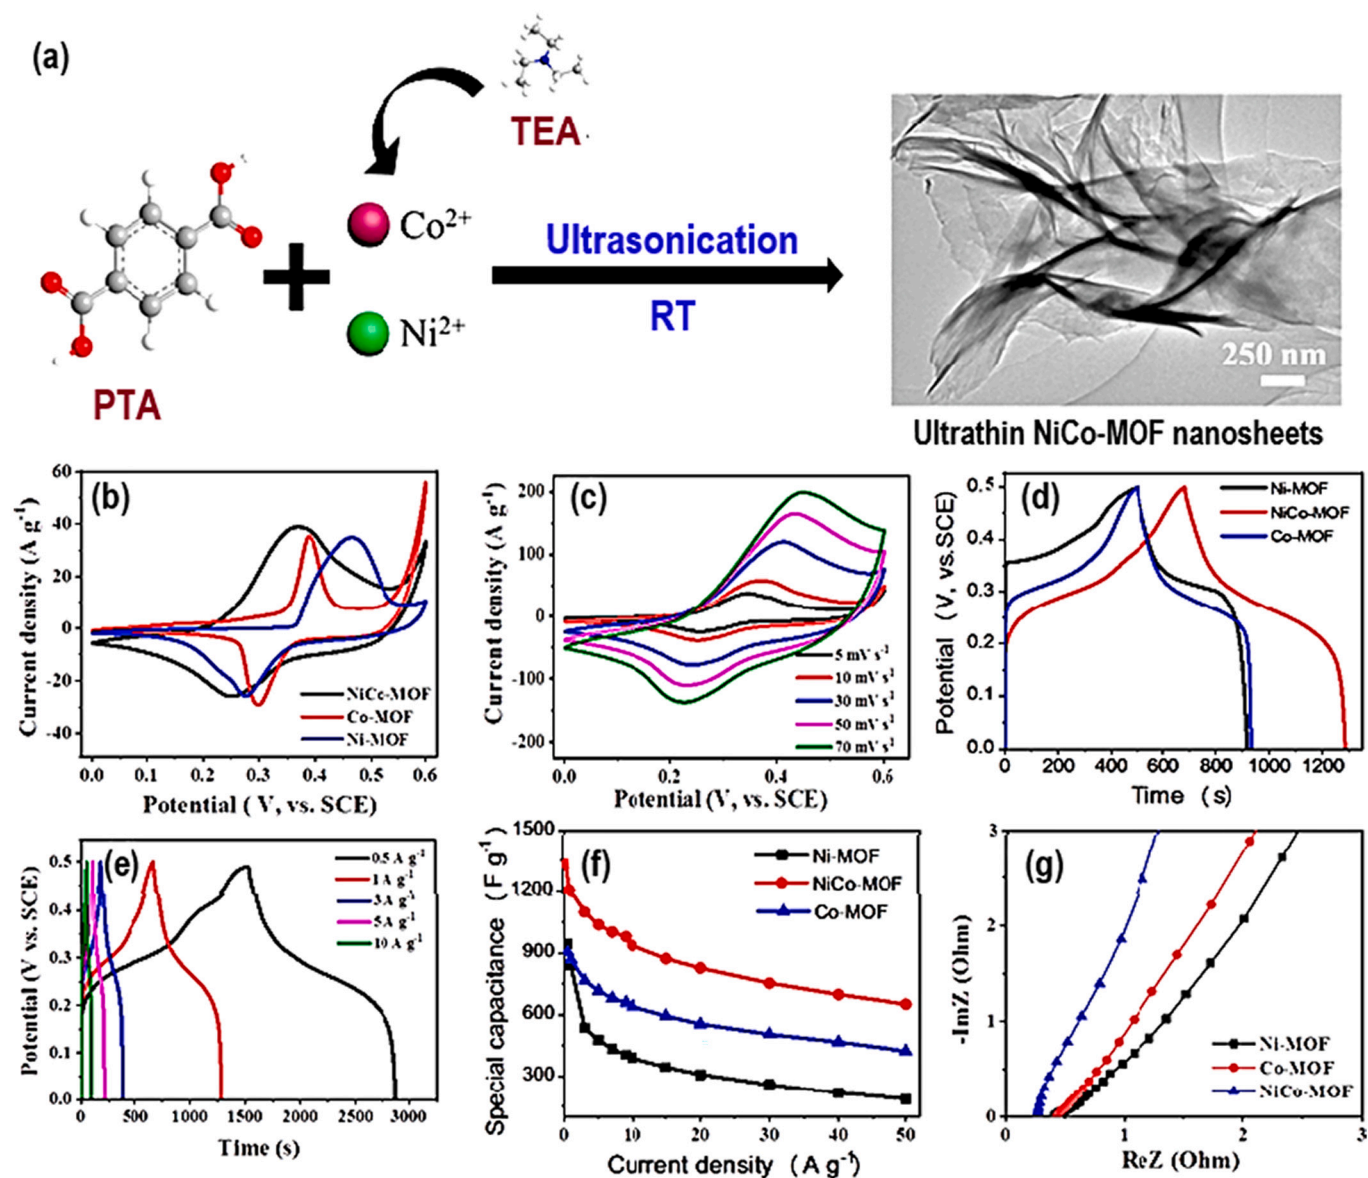 (a)
TEA
Co²⁺
Ni²⁺
PTA
Ultrasonication
RT
250 nm
Ultrathin NiCo-MOF nanosheets
(b)
Current density (A g⁻¹)
60
40
20
0
-20
-40
NiCo-MOF
Co-MOF
Ni-MOF
0.0 0.1 0.2 0.3 0.4 0.5 0.6
Potential ( V, vs. SCE)
(c)
Current density (A g⁻¹)
200
100
0
-100
-200
5 mV s⁻¹
10 mV s⁻¹
30 mV s⁻¹
50 mV s⁻¹
70 mV s⁻¹
0.0 0.2 0.4 0.6
Potential (V, vs. SCE)
(d)
Potential (V, vs.SCE)
0.5
0.4
0.3
0.2
0.1
0.0
Ni-MOF
NiCo-MOF
Co-MOF
0 200 400 600 800 1000 1200
Time (s)
(e)
Potential (V vs. SCE)
0.5
0.4
0.3
0.2
0.1
0.0
0.5 A g⁻¹
1 A g⁻¹
3 A g⁻¹
5 A g⁻¹
10 A g⁻¹
0 500 1000 1500 2000 2500 3000
Time (s)
(f)
Special capacitance (F g⁻¹)
1500
1200
900
600
300
Ni-MOF
NiCo-MOF
Co-MOF
0 10 20 30 40 50
Current density (A g⁻¹)
(g)
-ImZ (Ohm)
3
2
1
0
Ni-MOF
Co-MOF
NiCo-MOF
0 1 2 3
ReZ (Ohm)